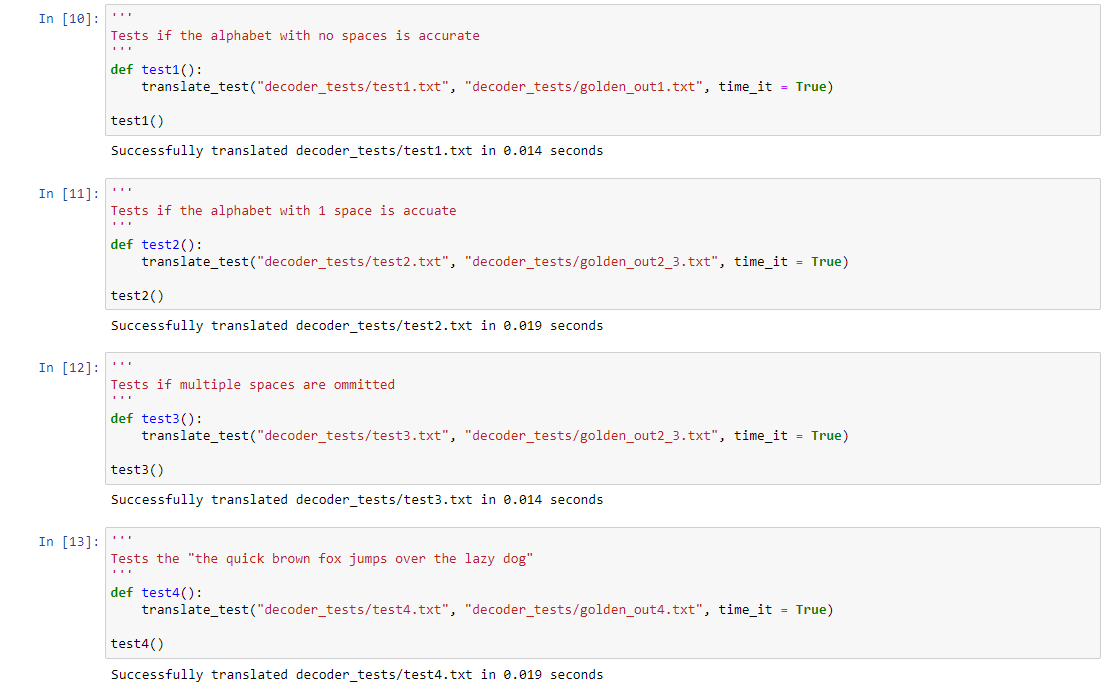 In [10]: '''
Tests if the alphabet with no spaces is accurate
'''
def test1():
    translate_test("decoder_tests/test1.txt", "decoder_tests/golden_out1.txt", time_it = True)

test1()
Successfully translated decoder_tests/test1.txt in 0.014 seconds
In [11]: '''
Tests if the alphabet with 1 space is accuate
'''
def test2():
    translate_test("decoder_tests/test2.txt", "decoder_tests/golden_out2_3.txt", time_it = True)

test2()
Successfully translated decoder_tests/test2.txt in 0.019 seconds
In [12]: '''
Tests if multiple spaces are ommitted
'''
def test3():
    translate_test("decoder_tests/test3.txt", "decoder_tests/golden_out2_3.txt", time_it = True)

test3()
Successfully translated decoder_tests/test3.txt in 0.014 seconds
In [13]: '''
Tests the "the quick brown fox jumps over the lazy dog"
'''
def test4():
    translate_test("decoder_tests/test4.txt", "decoder_tests/golden_out4.txt", time_it = True)

test4()
Successfully translated decoder_tests/test4.txt in 0.019 seconds